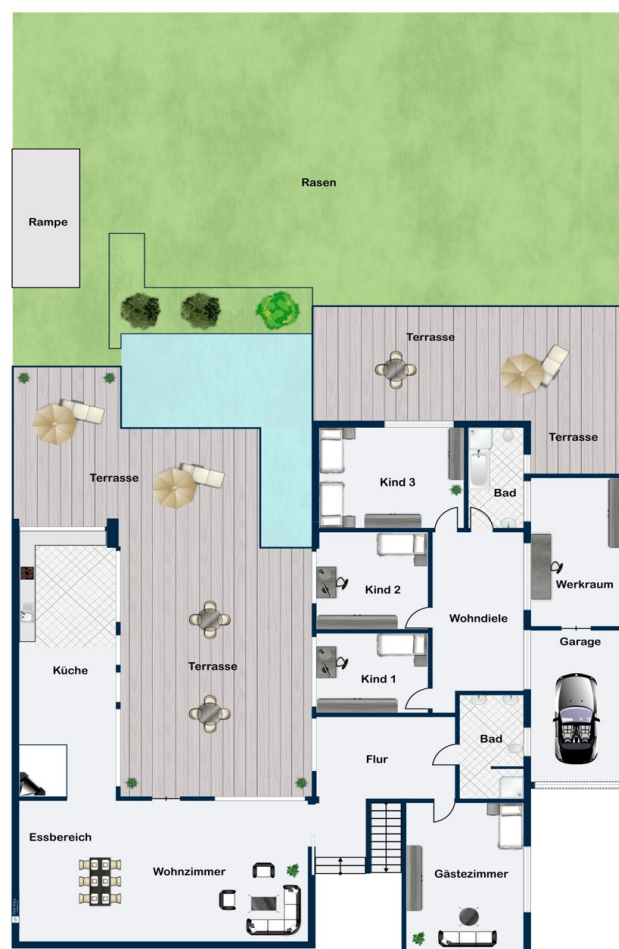 Rasen
Rampe
Terrasse
Terrasse
Terrasse
Kind 3
Bad
Kind 2
Werkraum
Wohndiele
Garage
Küche
Terrasse
Kind 1
Bad
Flur
Essbereich
Wohnzimmer
Gästezimmer